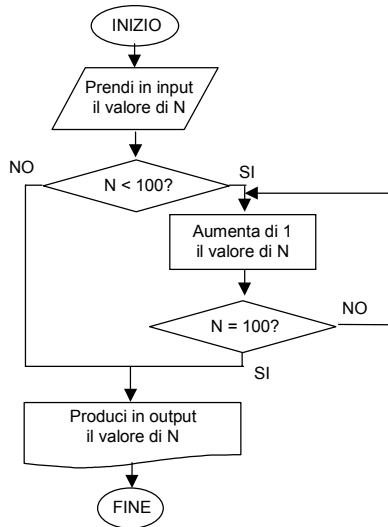 INIZIO
Prendi in input
il valore di N
NO
SI
N < 100?
Aumenta di 1
il valore di N
NO
N = 100?
SI
Produci in output
il valore di N
FINE